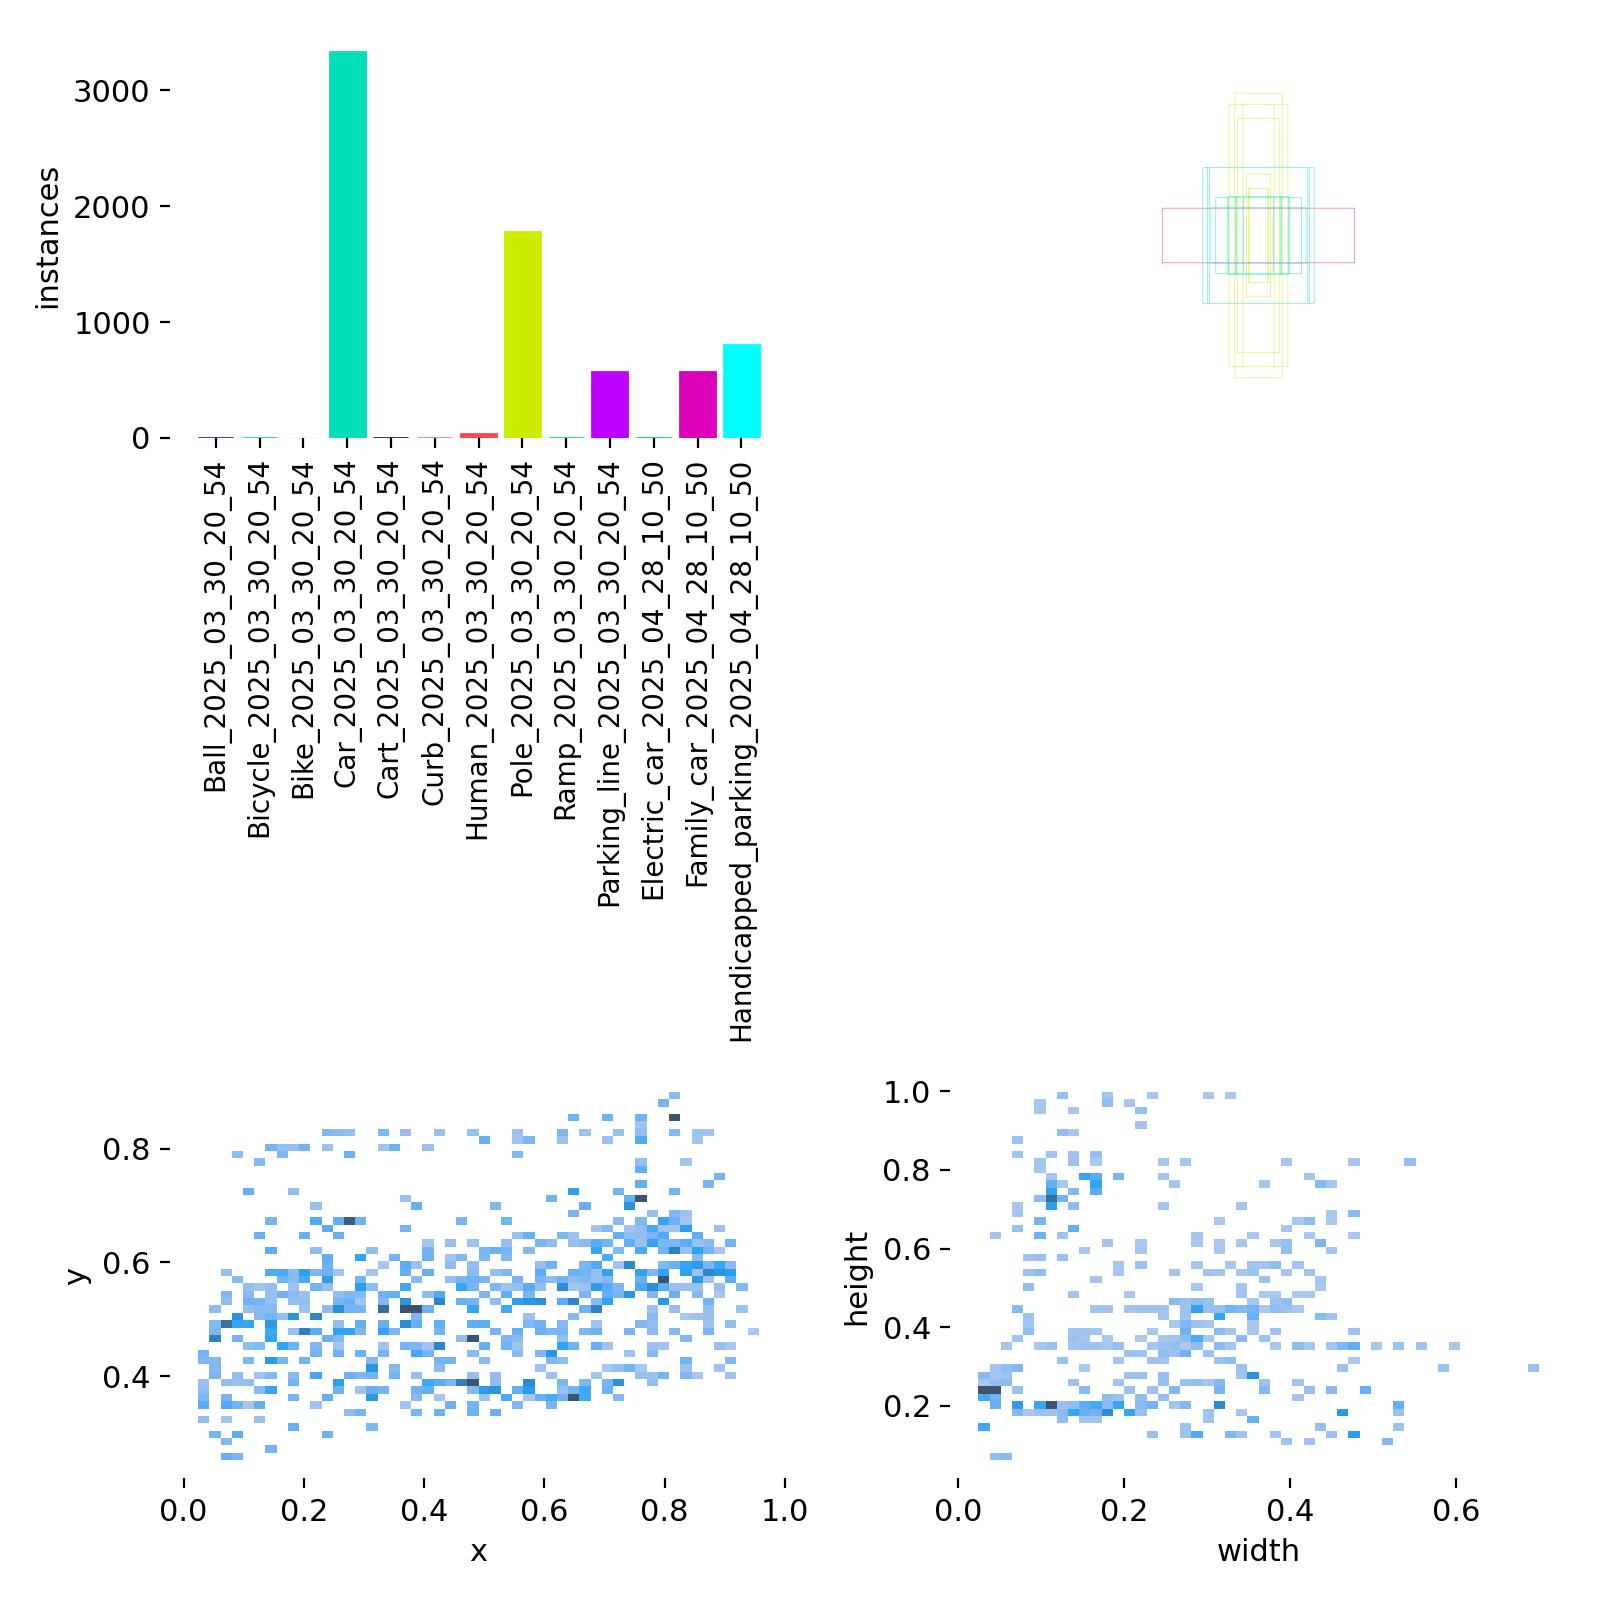 instances
3000
2000
1000
0
Ball_2025_03_30_20_54
Bicycle_2025_03_30_20_54
Bike_2025_03_30_20_54
Car_2025_03_30_20_54
Cart_2025_03_30_20_54
Curb_2025_03_30_20_54
Human_2025_03_30_20_54
Pole_2025_03_30_20_54
Ramp_2025_03_30_20_54
Parking_line_2025_03_30_20_54
Electric_car_2025_04_28_10_50
Family_car_2025_04_28_10_50
Handicapped_parking_2025_04_28_10_50
y
0.8
0.6
0.4
0.0 0.2 0.4 0.6 0.8 1.0
x
height
1.0
0.8
0.6
0.4
0.2
0.0 0.2 0.4 0.6
width